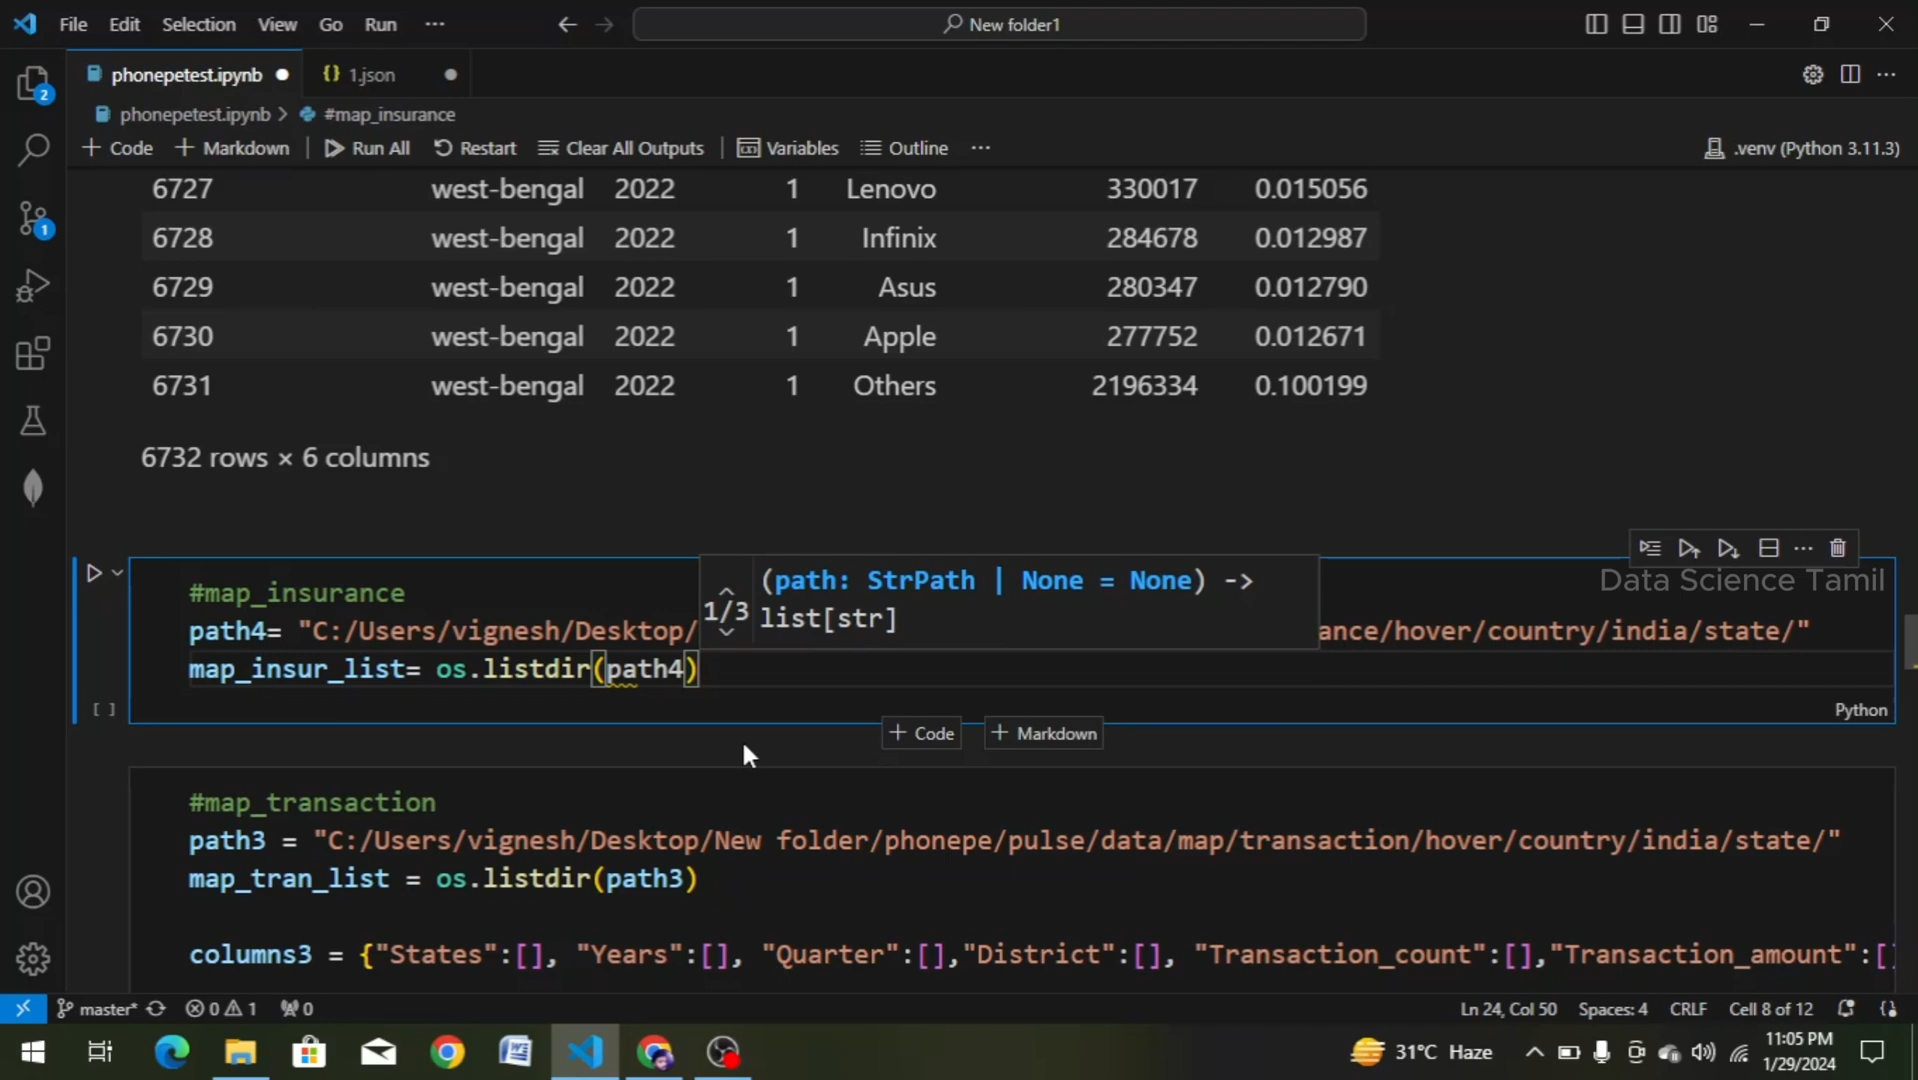 File Edit Selection View Go Run ··· New folder1
phonepetest.ipynb 1.json
2
phonepetest.ipynb > #map_insurance
+ Code + Markdown Run All Restart Clear All Outputs Variables Outline ··· .venv (Python 3.11.3)
6727 west-bengal 2022 1 Lenovo 330017 0.015056
1
6728 west-bengal 2022 1 Infinix 284678 0.012987
6729 west-bengal 2022 1 Asus 280347 0.012790
6730 west-bengal 2022 1 Apple 277752 0.012671
6731 west-bengal 2022 1 Others 2196334 0.100199
6732 rows × 6 columns
Data Science Tamil
#map_insurance
1/3 (path: StrPath | None = None) ->
list[str]
path4= "C:/Users/vignesh/Desktop/ ance/hover/country/india/state/"
map_insur_list= os.listdir(path4)
[ ] Python
+ Code + Markdown
#map_transaction
path3 = "C:/Users/vignesh/Desktop/New folder/phonepe/pulse/data/map/transaction/hover/country/india/state/"
map_tran_list = os.listdir(path3)
columns3 = {"States":[], "Years":[], "Quarter":[],"District":[], "Transaction_count":[],"Transaction_amount":[]
master* 0 1 0 Ln 24, Col 50 Spaces: 4 CRLF Cell 8 of 12
31°C Haze 11:05 PM
1/29/2024